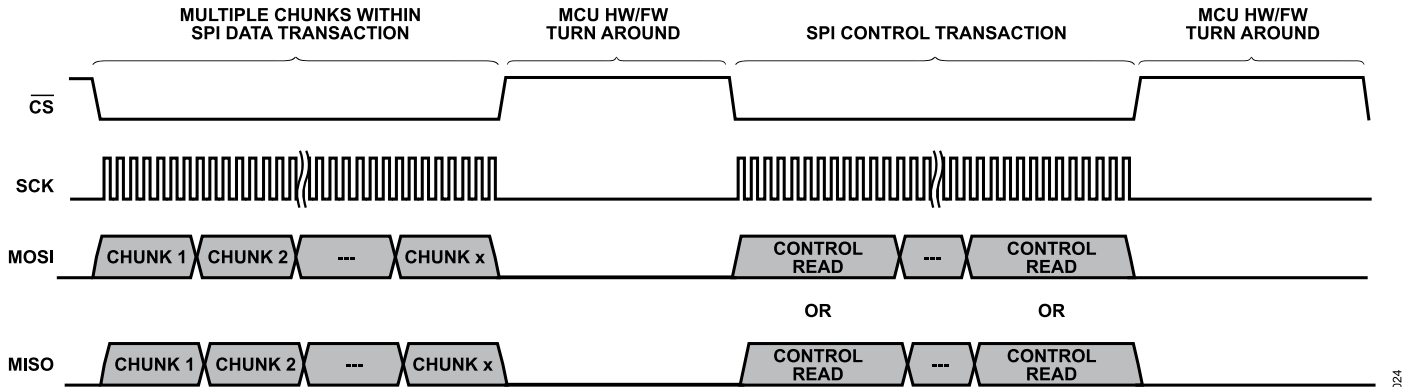 MULTIPLE CHUNKS WITHIN
SPI DATA TRANSACTION
MCU HW/FW
TURN AROUND
SPI CONTROL TRANSACTION
MCU HW/FW
TURN AROUND
CS
SCK
MOSI
CHUNK 1
CHUNK 2
---
CHUNK x
CONTROL
READ
---
CONTROL
READ
OR
OR
MISO
CHUNK 1
CHUNK 2
---
CHUNK x
CONTROL
READ
---
CONTROL
READ